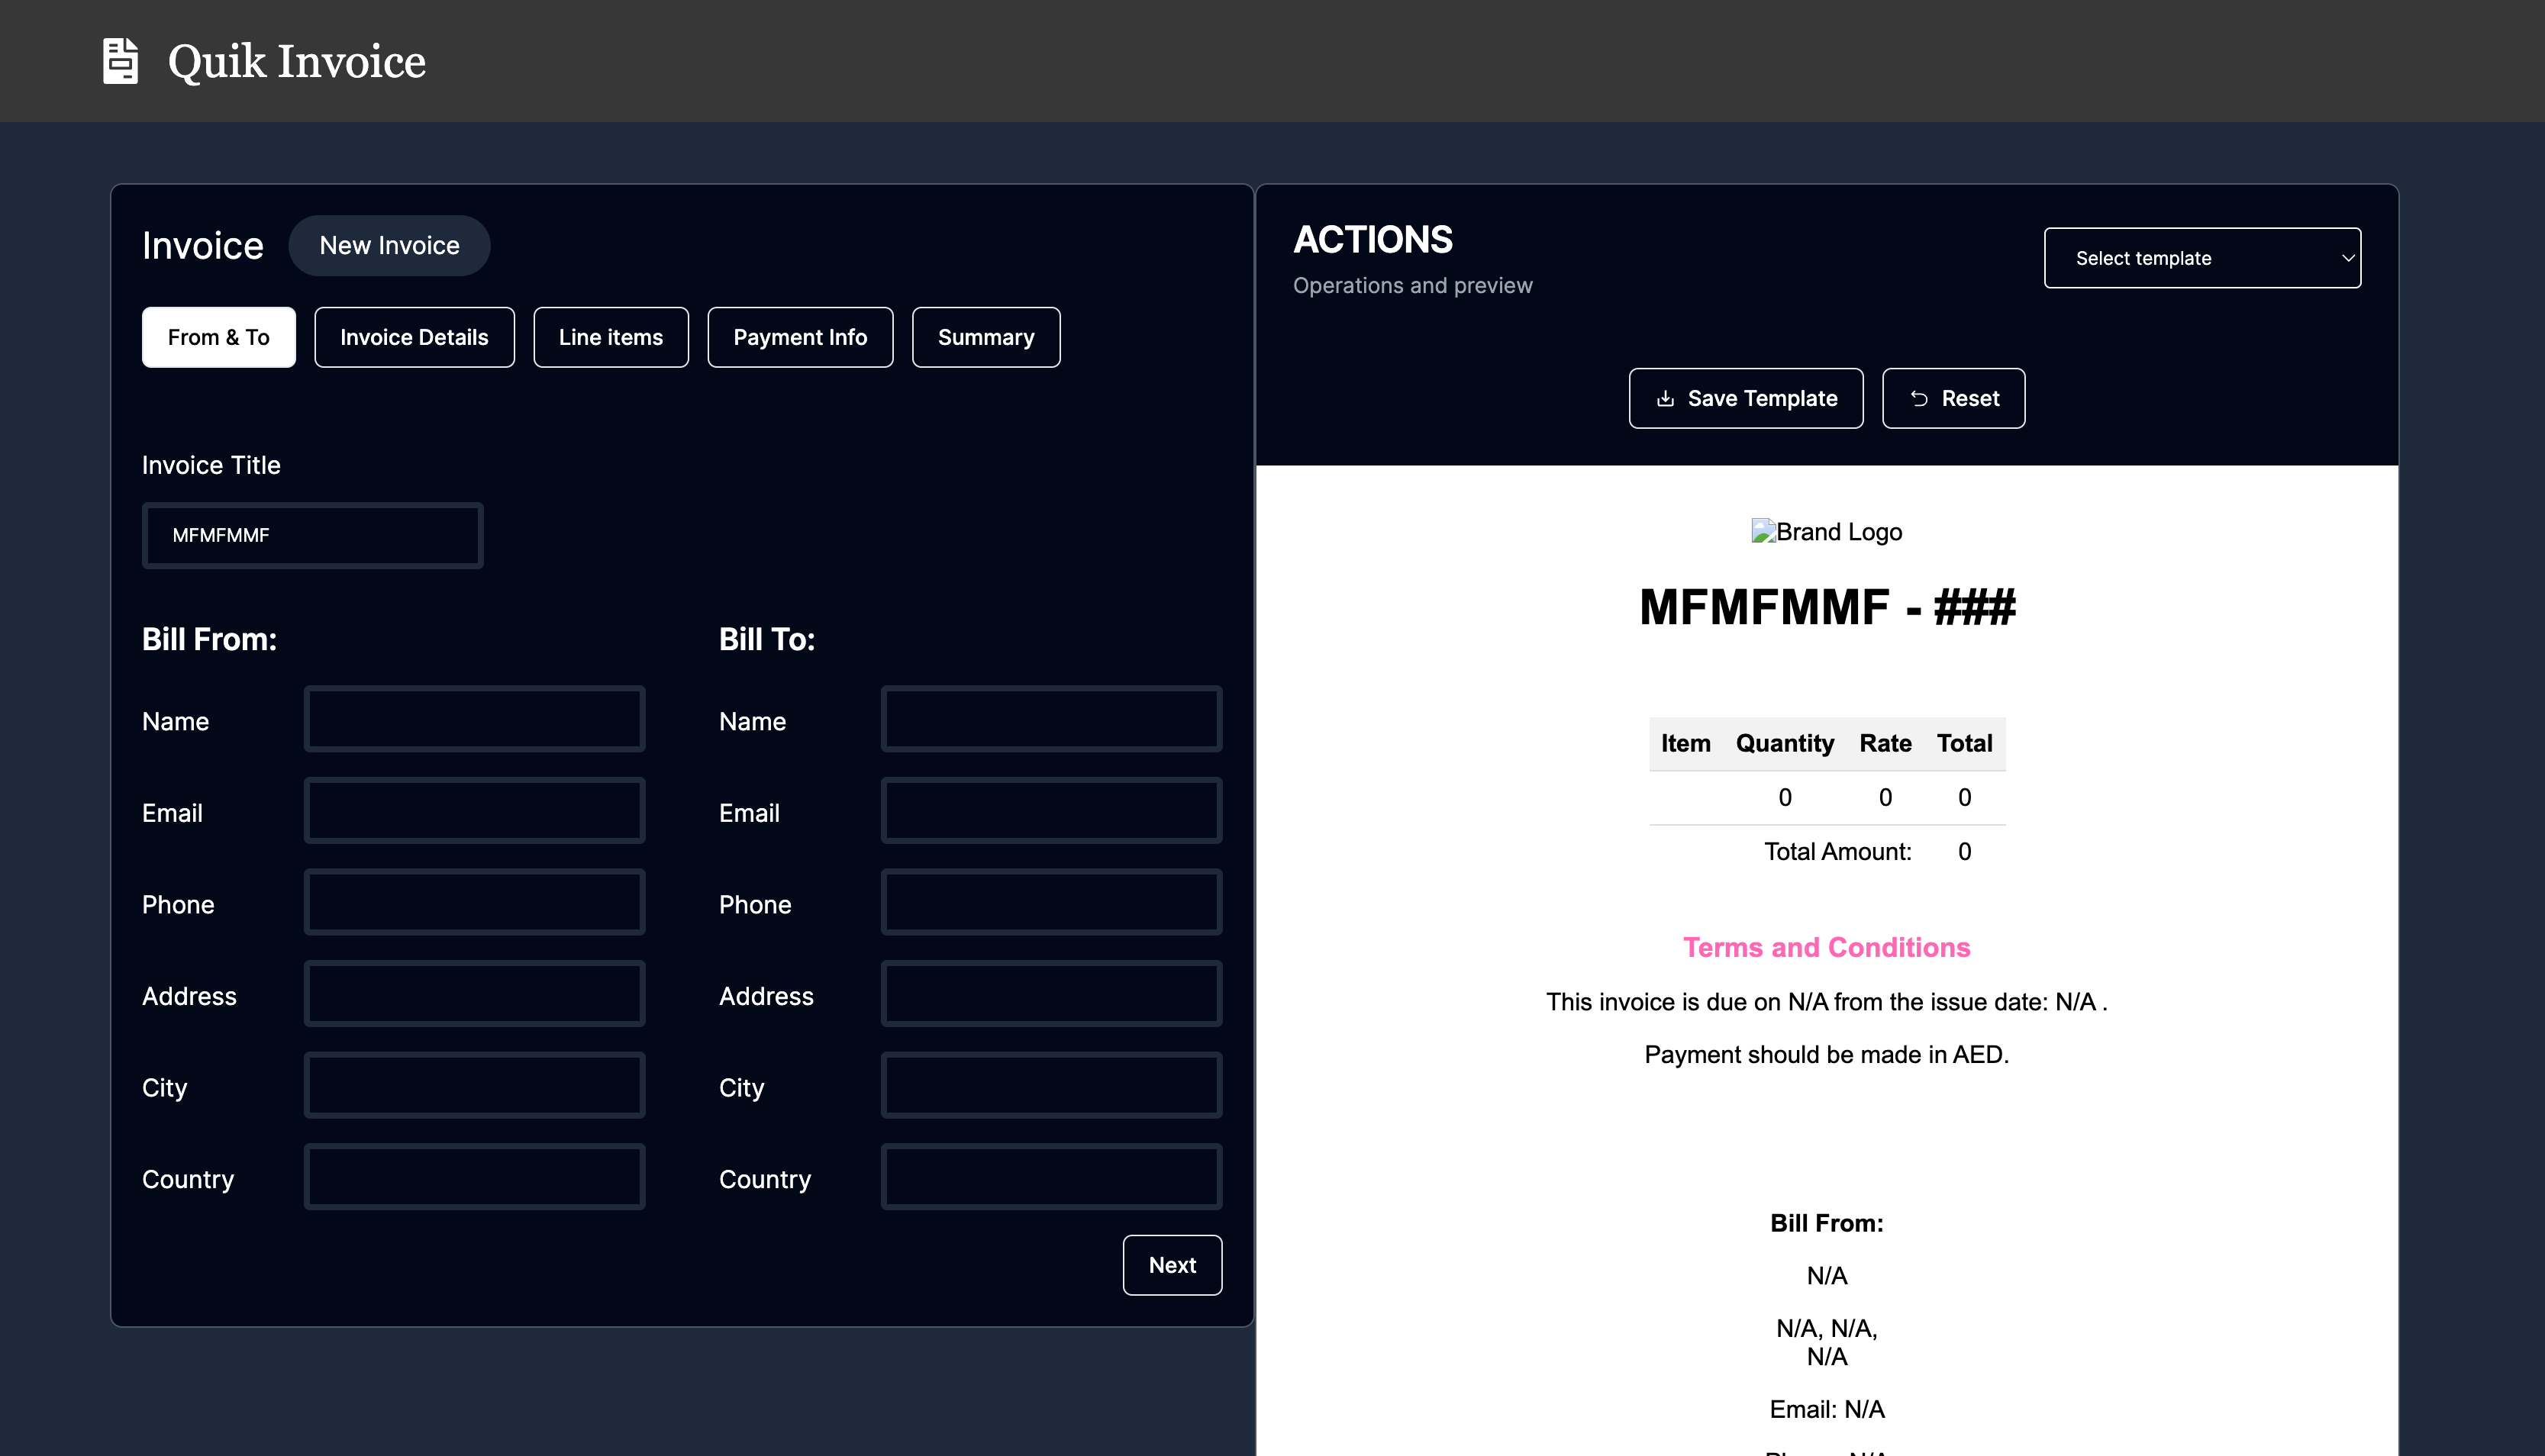 Quik Invoice
Invoice
New Invoice
From & To
Invoice Details
Line items
Payment Info
Summary
Invoice Title
MFMFMMF
Bill From:
Name
Email
Phone
Address
City
Country
Bill To:
Name
Email
Phone
Address
City
Country
Next
ACTIONS
Operations and preview
Select template
Save Template
Reset
Brand Logo
MFMFMMF - ###
Item Quantity Rate Total
0 0 0
Total Amount: 0
Terms and Conditions
This invoice is due on N/A from the issue date: N/A .
Payment should be made in AED.
Bill From:
N/A
N/A, N/A,
N/A
Email: N/A